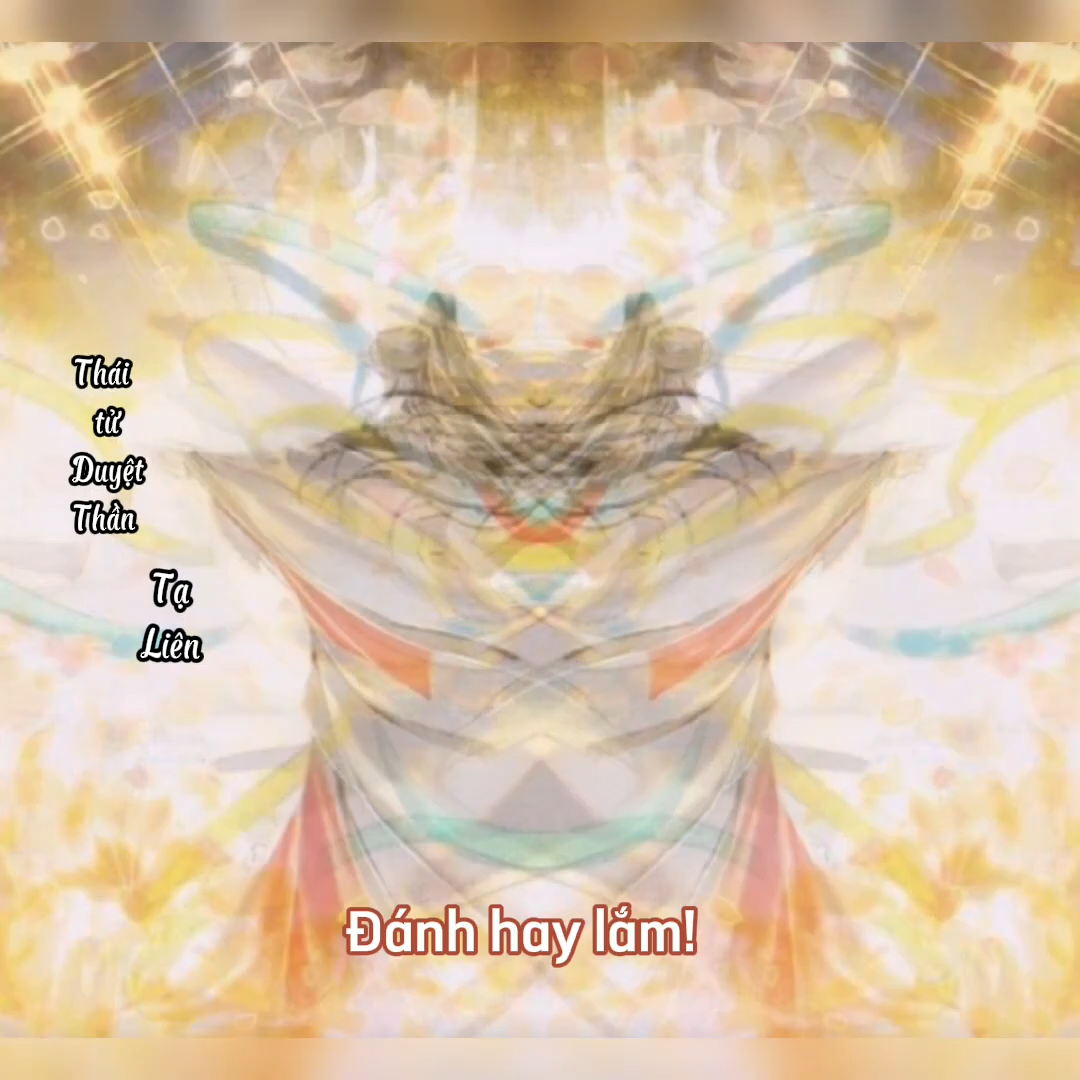 Thái
tử
Duyệt
Thần
Tạ
Liên
Đánh hay lắm!